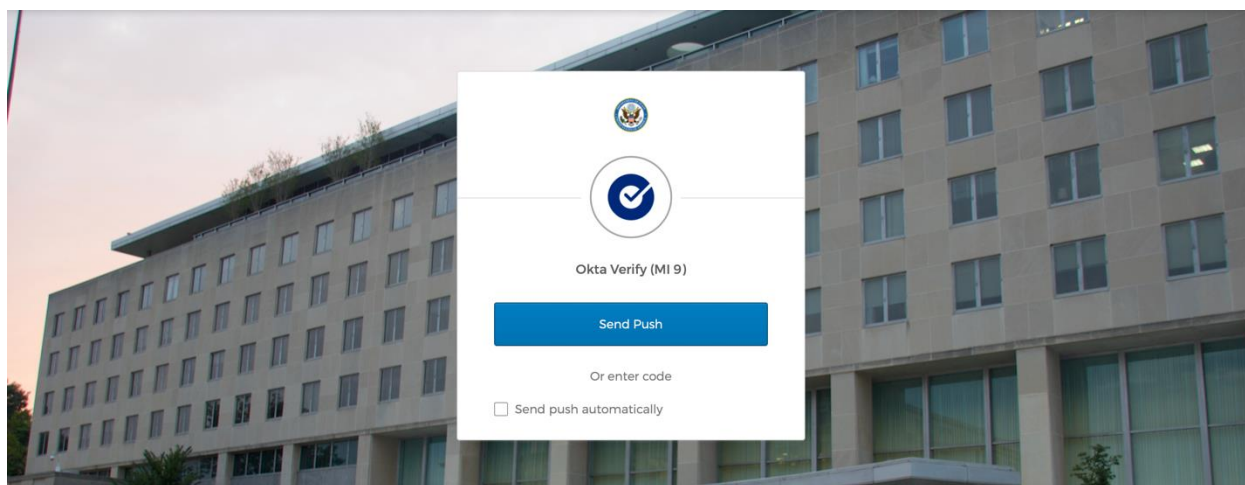 Okta Verify (MI 9)
Send Push
Or enter code
Send push automatically